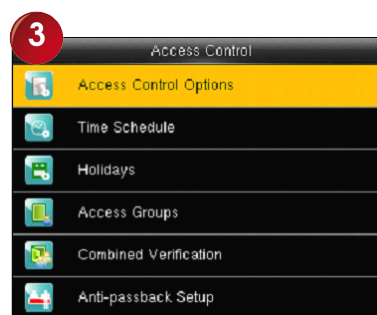 3
Access Control
Access Control Options
Time Schedule
Holidays
Access Groups
Combined Verification
Anti-passback Setup